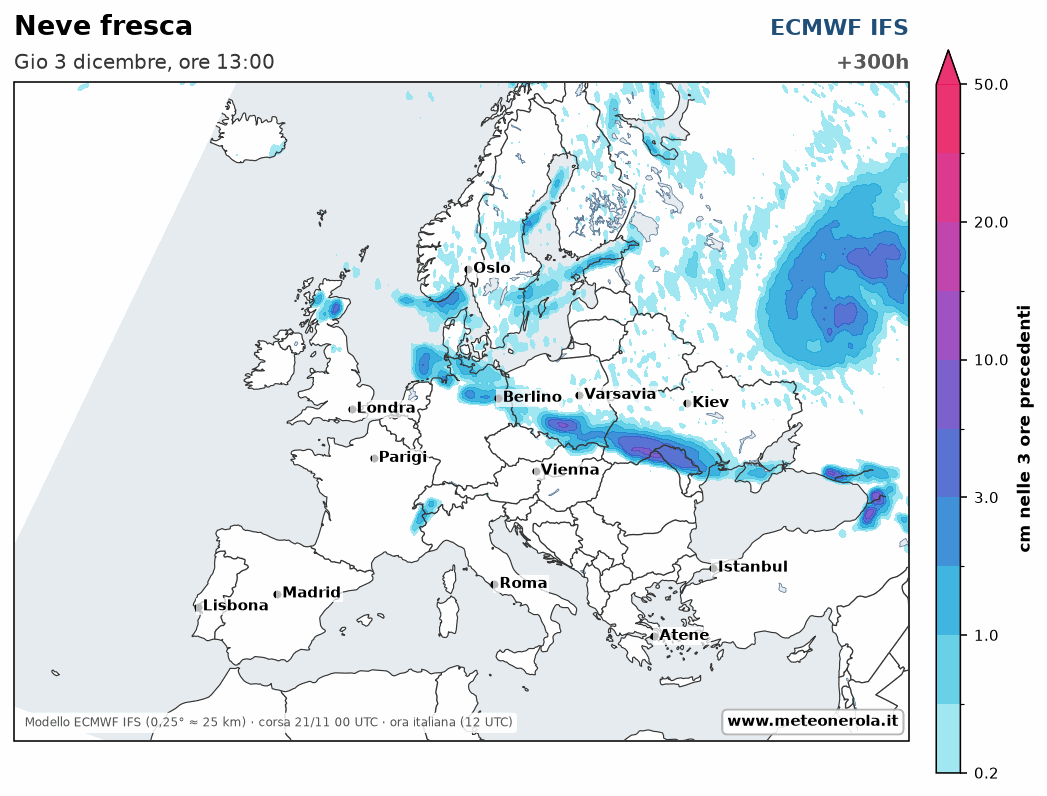 Neve fresca
ECMWF IFS
Gio 3 dicembre, ore 13:00
+300h
50.0
20.0
10.0
3.0
1.0
0.2
cm nelle 3 ore precedenti
Oslo
Berlino
Varsavia
Kiev
Londra
Parigi
Vienna
Istanbul
Roma
Madrid
Lisbona
Atene
Modello ECMWF IFS (0,25° ≈ 25 km) · corsa 21/11 00 UTC · ora italiana (12 UTC)
www.meteonerola.it